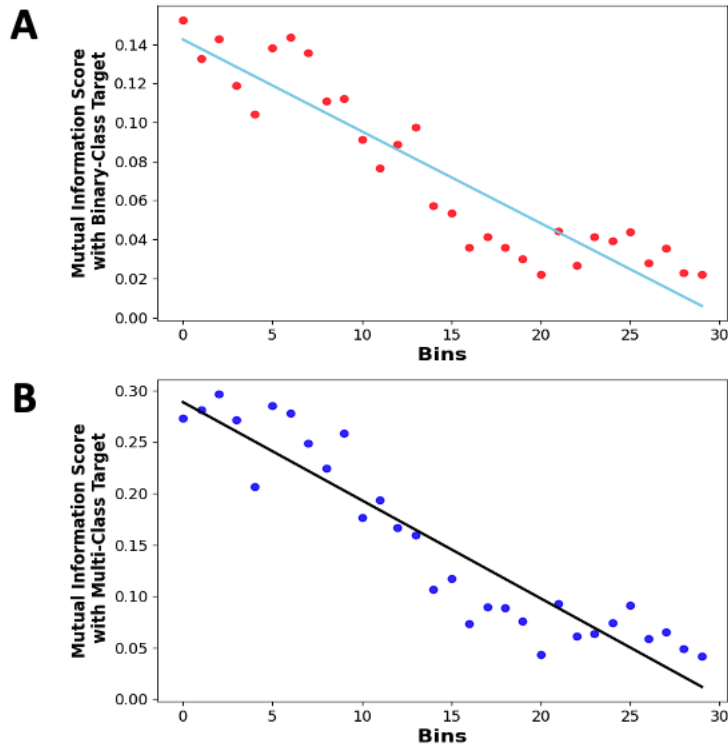 A
Mutual Information Score
with Binary-Class Target
0.14
0.12
0.10
0.08
0.06
0.04
0.02
0.00
0 5 10 15 20 25 30
Bins
B
Mutual Information Score
with Multi-Class Target
0.30
0.25
0.20
0.15
0.10
0.05
0.00
0 5 10 15 20 25 30
Bins